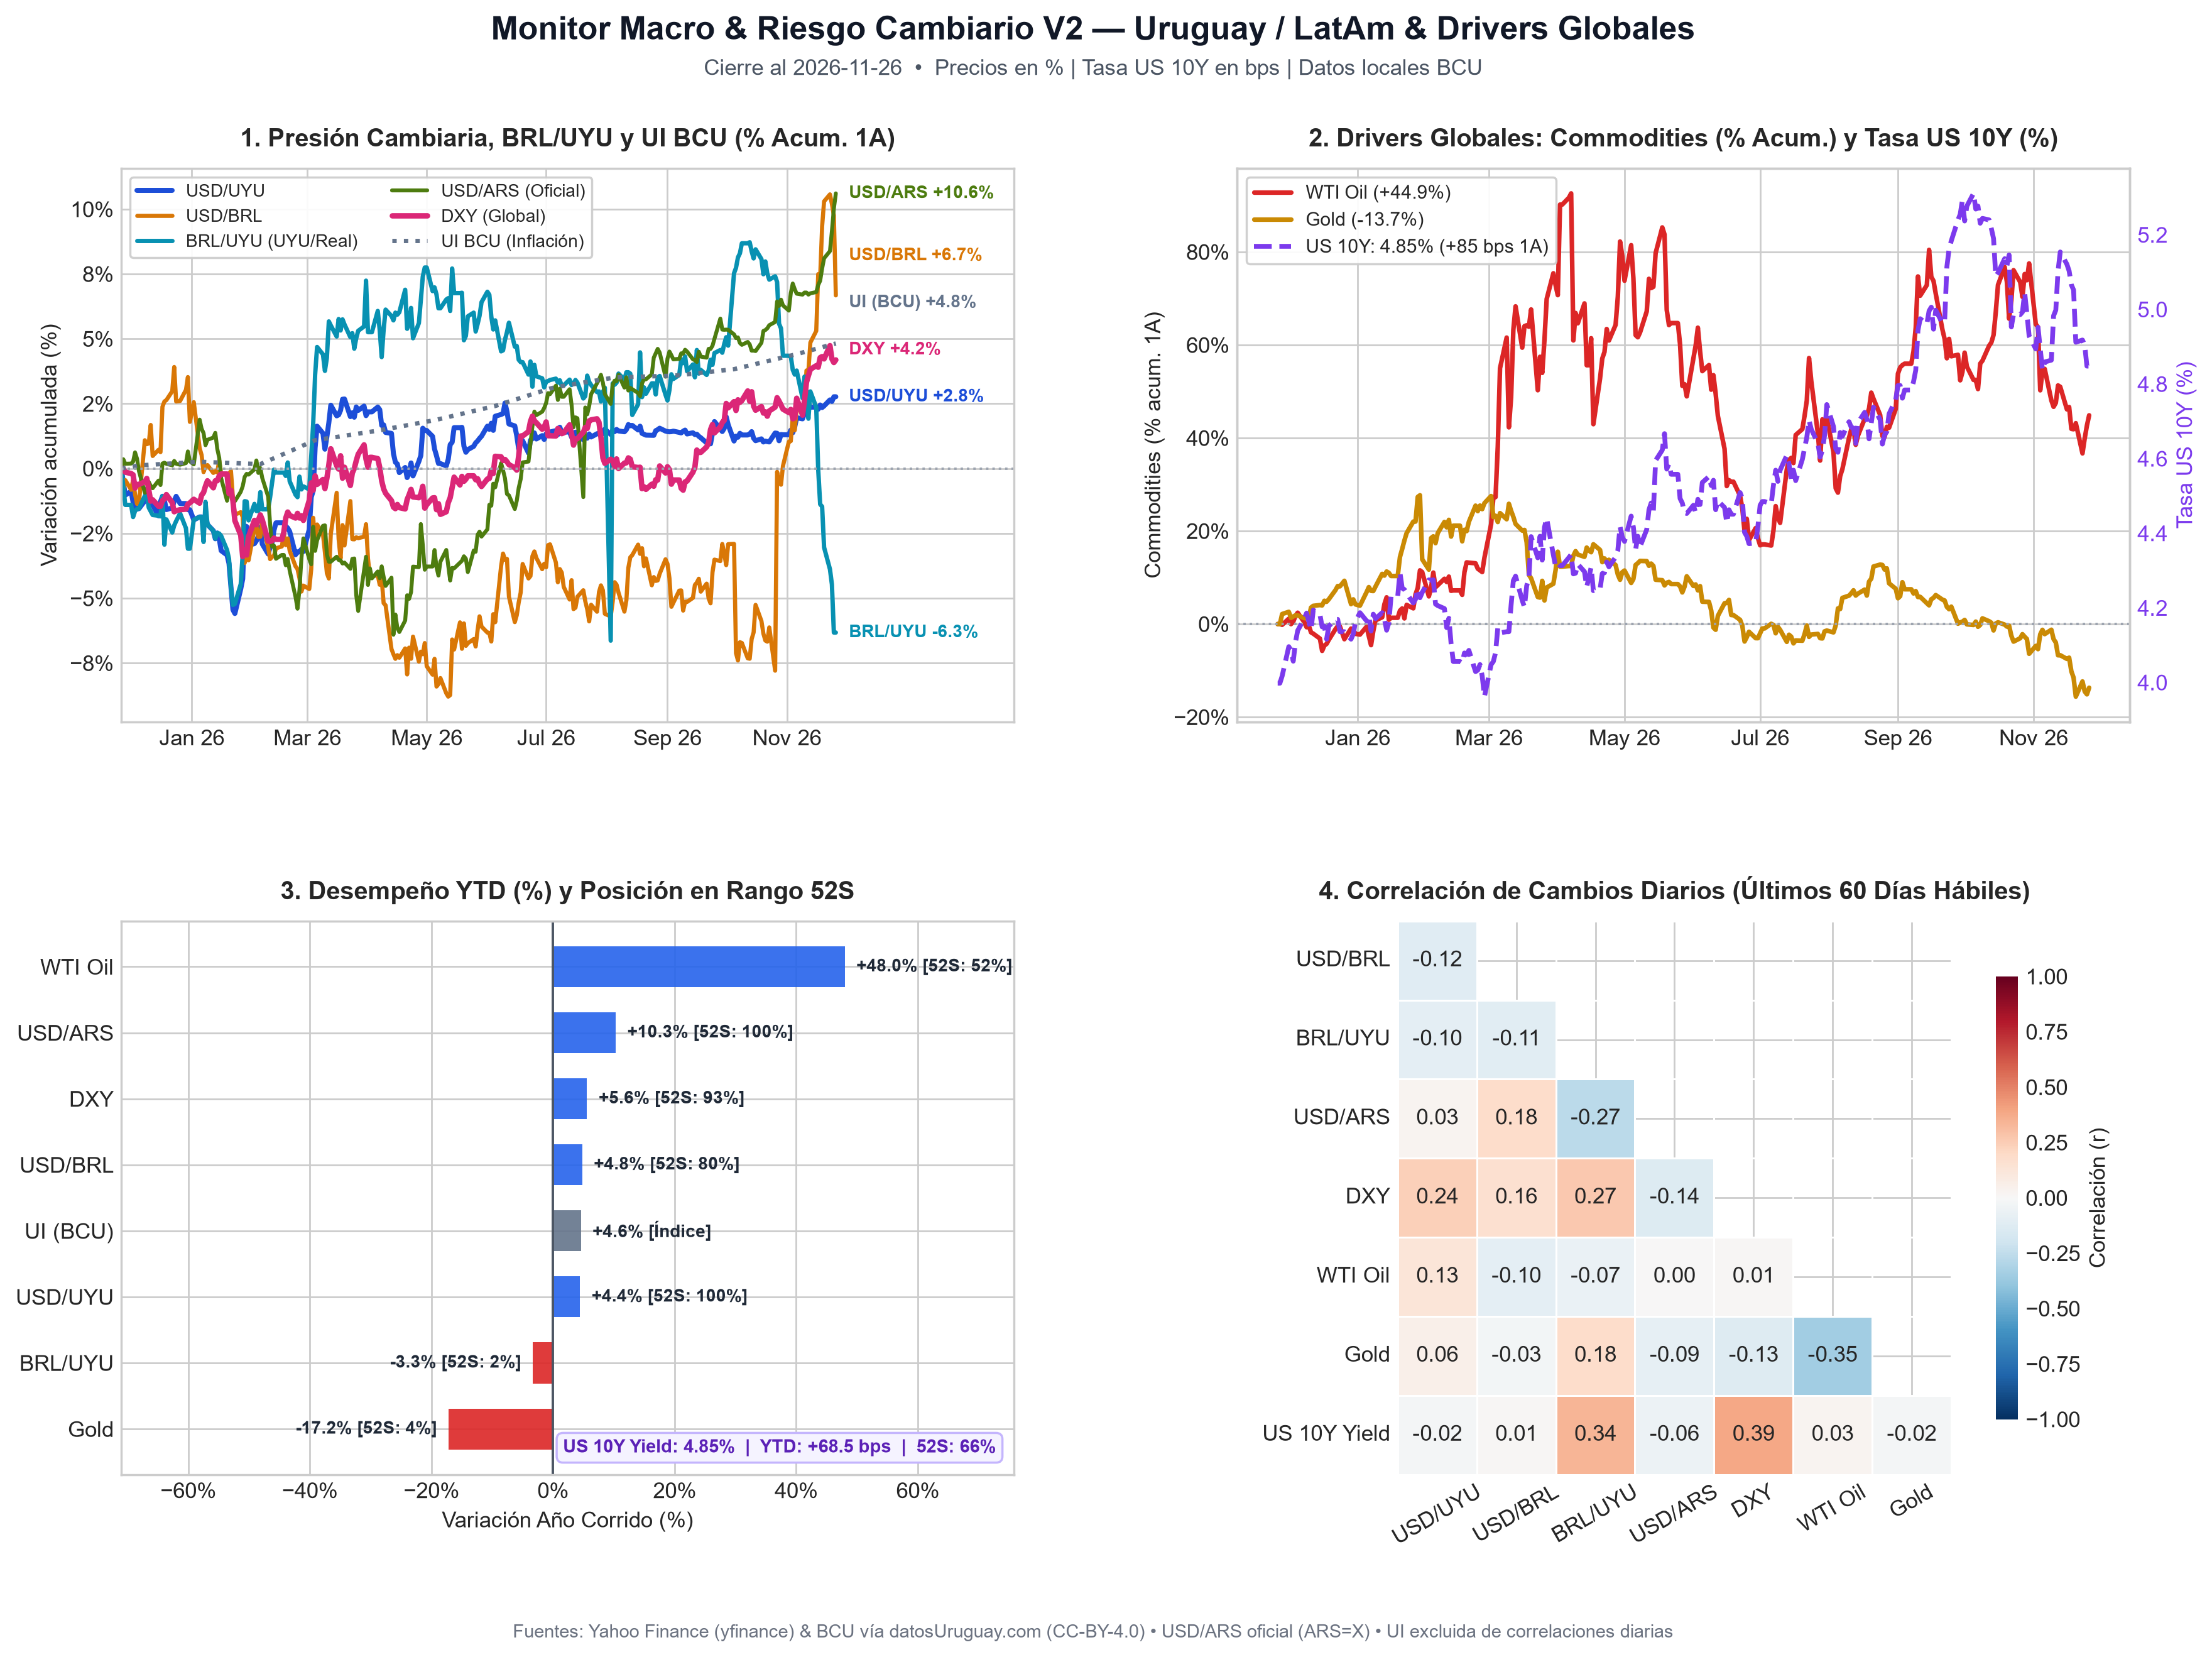 Monitor Macro & Riesgo Cambiario V2 — Uruguay / LatAm & Drivers Globales
Cierre al 2026-11-26 • Precios en % | Tasa US 10Y en bps | Datos locales BCU
1. Presión Cambiaria, BRL/UYU y UI BCU (% Acum. 1A)
USD/UYU
USD/BRL
BRL/UYU (UYU/Real)
USD/ARS (Oficial)
DXY (Global)
UI BCU (Inflación)
Variación acumulada (%)
10%
8%
5%
2%
0%
−2%
−5%
−8%
USD/ARS +10.6%
USD/BRL +6.7%
UI (BCU) +4.8%
DXY +4.2%
USD/UYU +2.8%
BRL/UYU -6.3%
Jan 26
Mar 26
May 26
Jul 26
Sep 26
Nov 26
2. Drivers Globales: Commodities (% Acum.) y Tasa US 10Y (%)
WTI Oil (+44.9%)
Gold (-13.7%)
US 10Y: 4.85% (+85 bps 1A)
Commodities (% acum. 1A)
80%
60%
40%
20%
0%
−20%
5.2
5.0
4.8
4.6
4.4
4.2
4.0
Tasa US 10Y (%)
Jan 26
Mar 26
May 26
Jul 26
Sep 26
Nov 26
3. Desempeño YTD (%) y Posición en Rango 52S
WTI Oil
+48.0% [52S: 52%]
USD/ARS
+10.3% [52S: 100%]
DXY
+5.6% [52S: 93%]
USD/BRL
+4.8% [52S: 80%]
UI (BCU)
+4.6% [Índice]
USD/UYU
+4.4% [52S: 100%]
BRL/UYU
-3.3% [52S: 2%]
Gold
-17.2% [52S: 4%]
US 10Y Yield: 4.85% | YTD: +68.5 bps | 52S: 66%
−60%
−40%
−20%
0%
20%
40%
60%
Variación Año Corrido (%)
4. Correlación de Cambios Diarios (Últimos 60 Días Hábiles)
USD/BRL -0.12
BRL/UYU -0.10 -0.11
USD/ARS 0.03 0.18 -0.27
DXY 0.24 0.16 0.27 -0.14
WTI Oil 0.13 -0.10 -0.07 0.00 0.01
Gold 0.06 -0.03 0.18 -0.09 -0.13 -0.35
US 10Y Yield -0.02 0.01 0.34 -0.06 0.39 0.03 -0.02
USD/UYU
USD/BRL
BRL/UYU
USD/ARS
DXY
WTI Oil
Gold
1.00
0.75
0.50
0.25
0.00
−0.25
−0.50
−0.75
−1.00
Correlación (r)
Fuentes: Yahoo Finance (yfinance) & BCU vía datosUruguay.com (CC-BY-4.0) • USD/ARS oficial (ARS=X) • UI excluida de correlaciones diarias